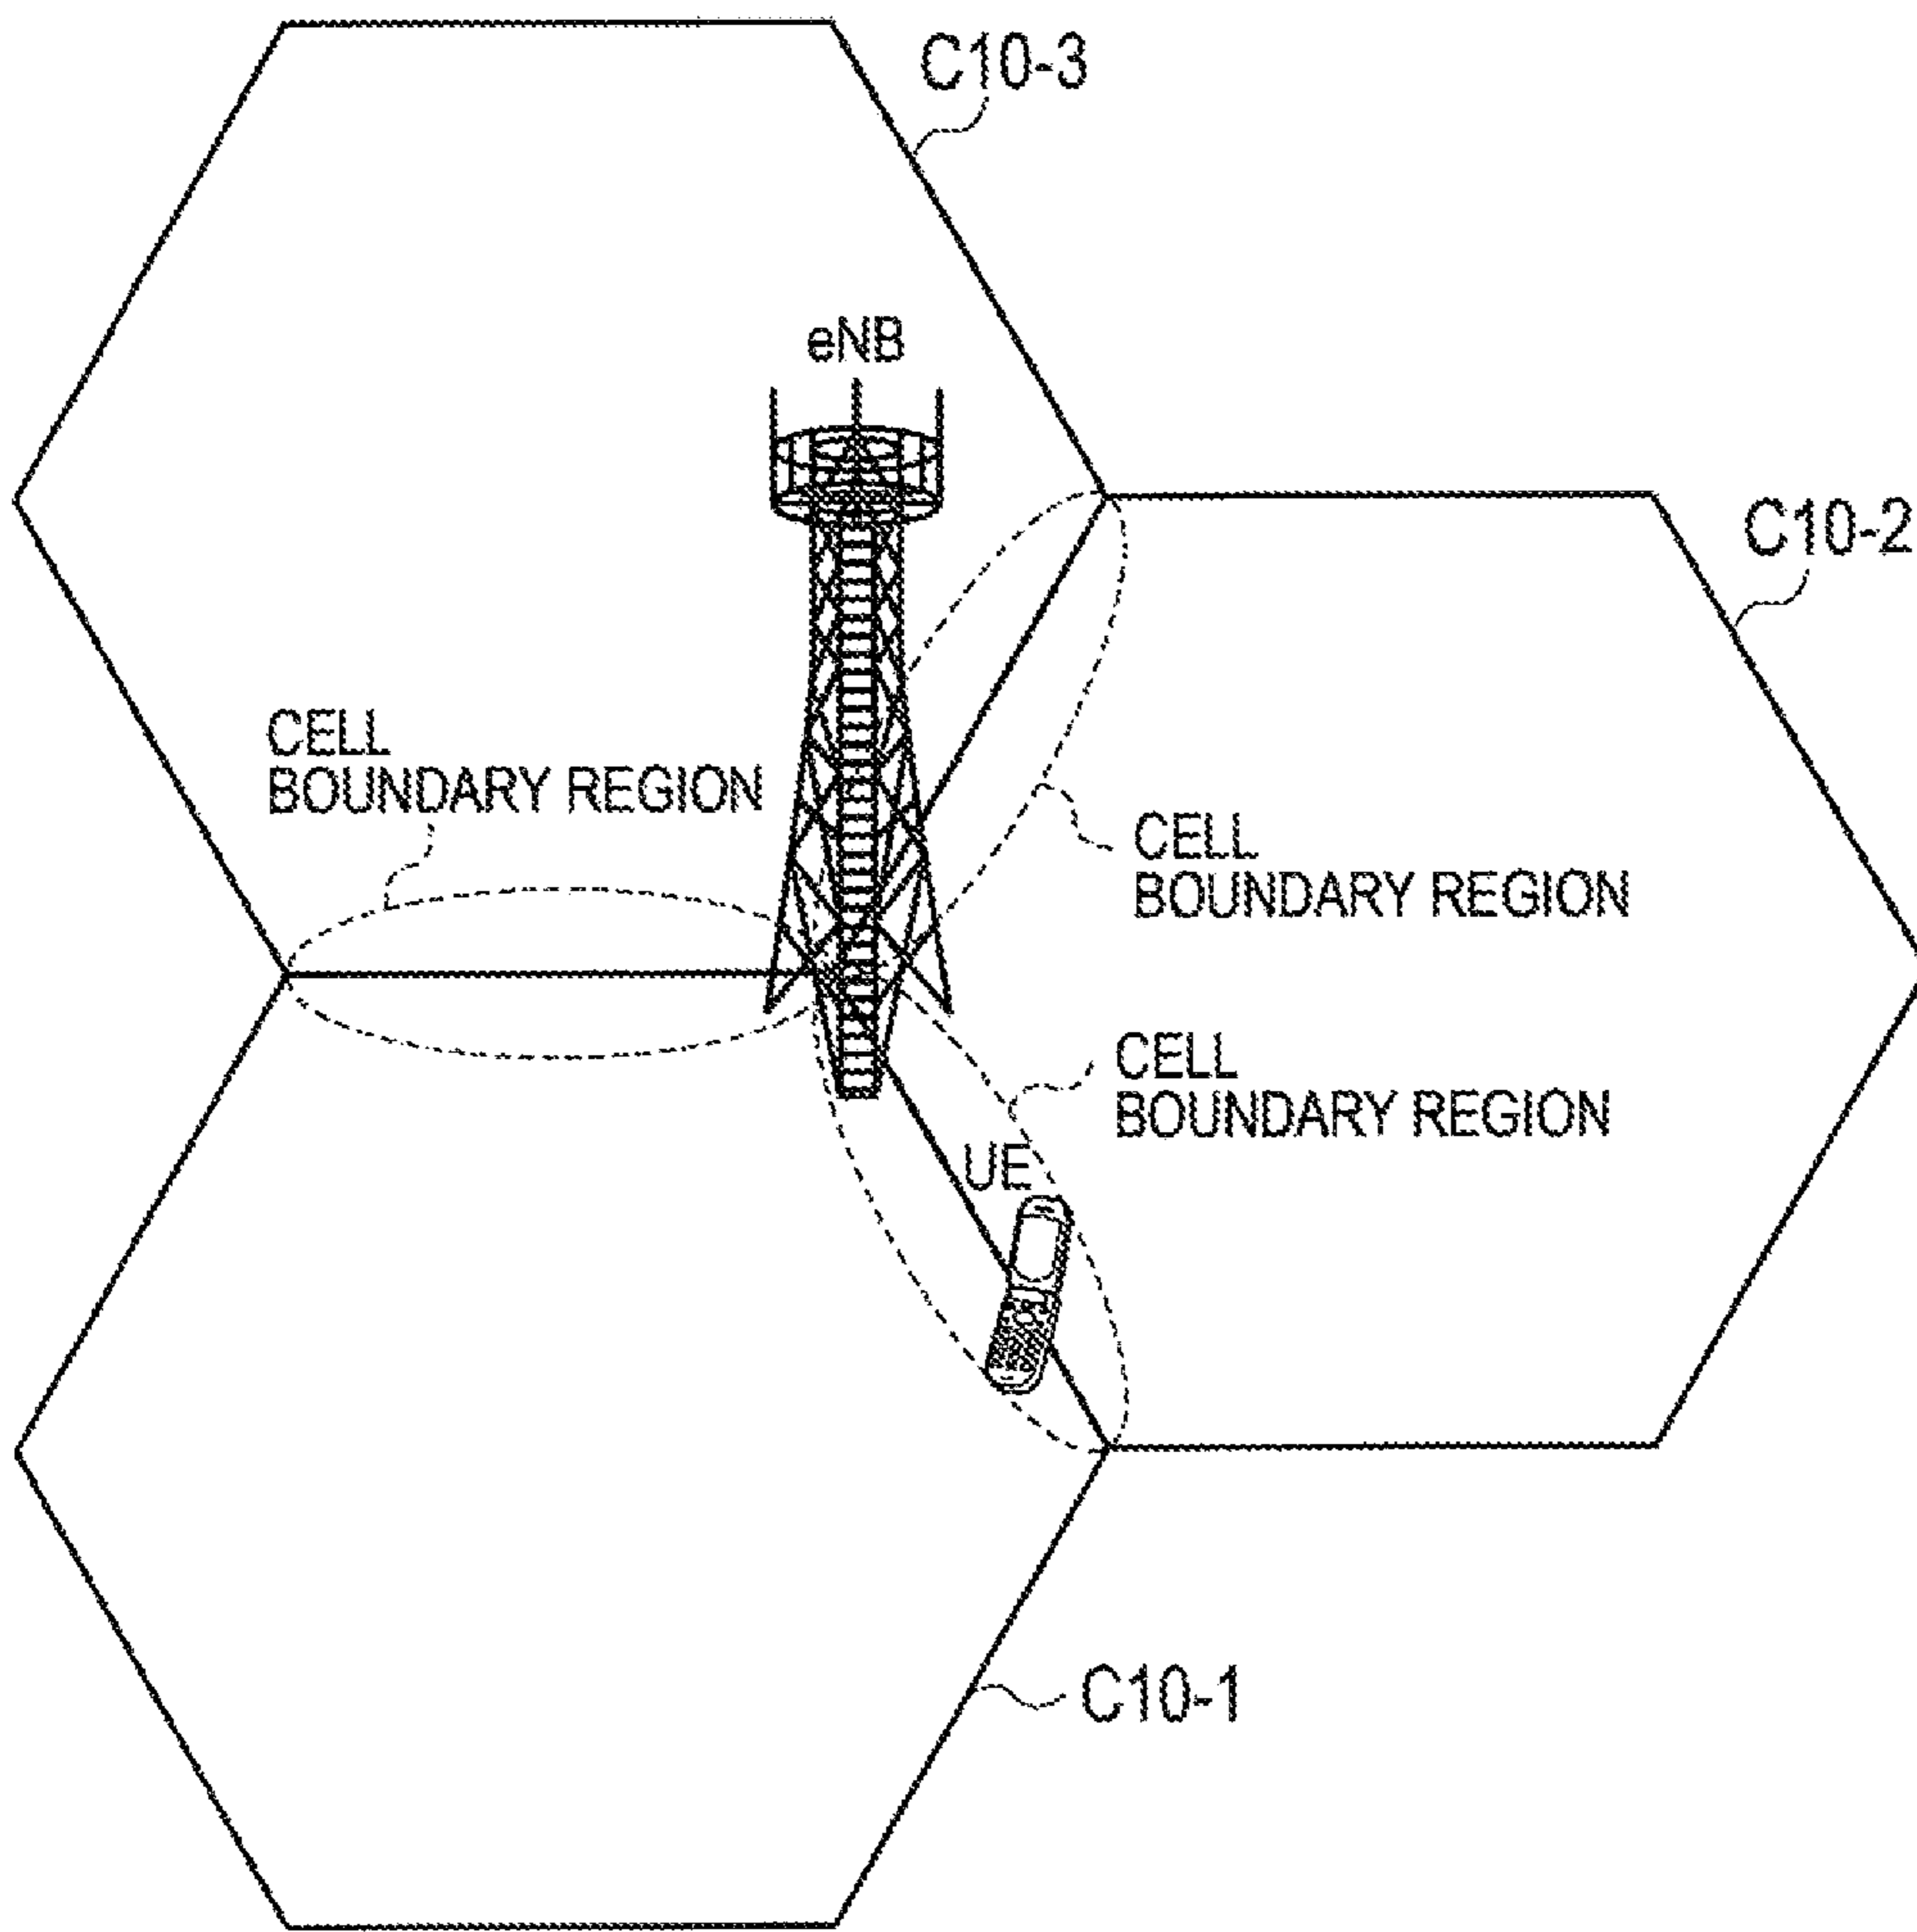 C10-3
eNB
C10-2
CELL
BOUNDARY REGION
CELL
BOUNDARY REGION
CELL
BOUNDARY REGION
UE
C10-1